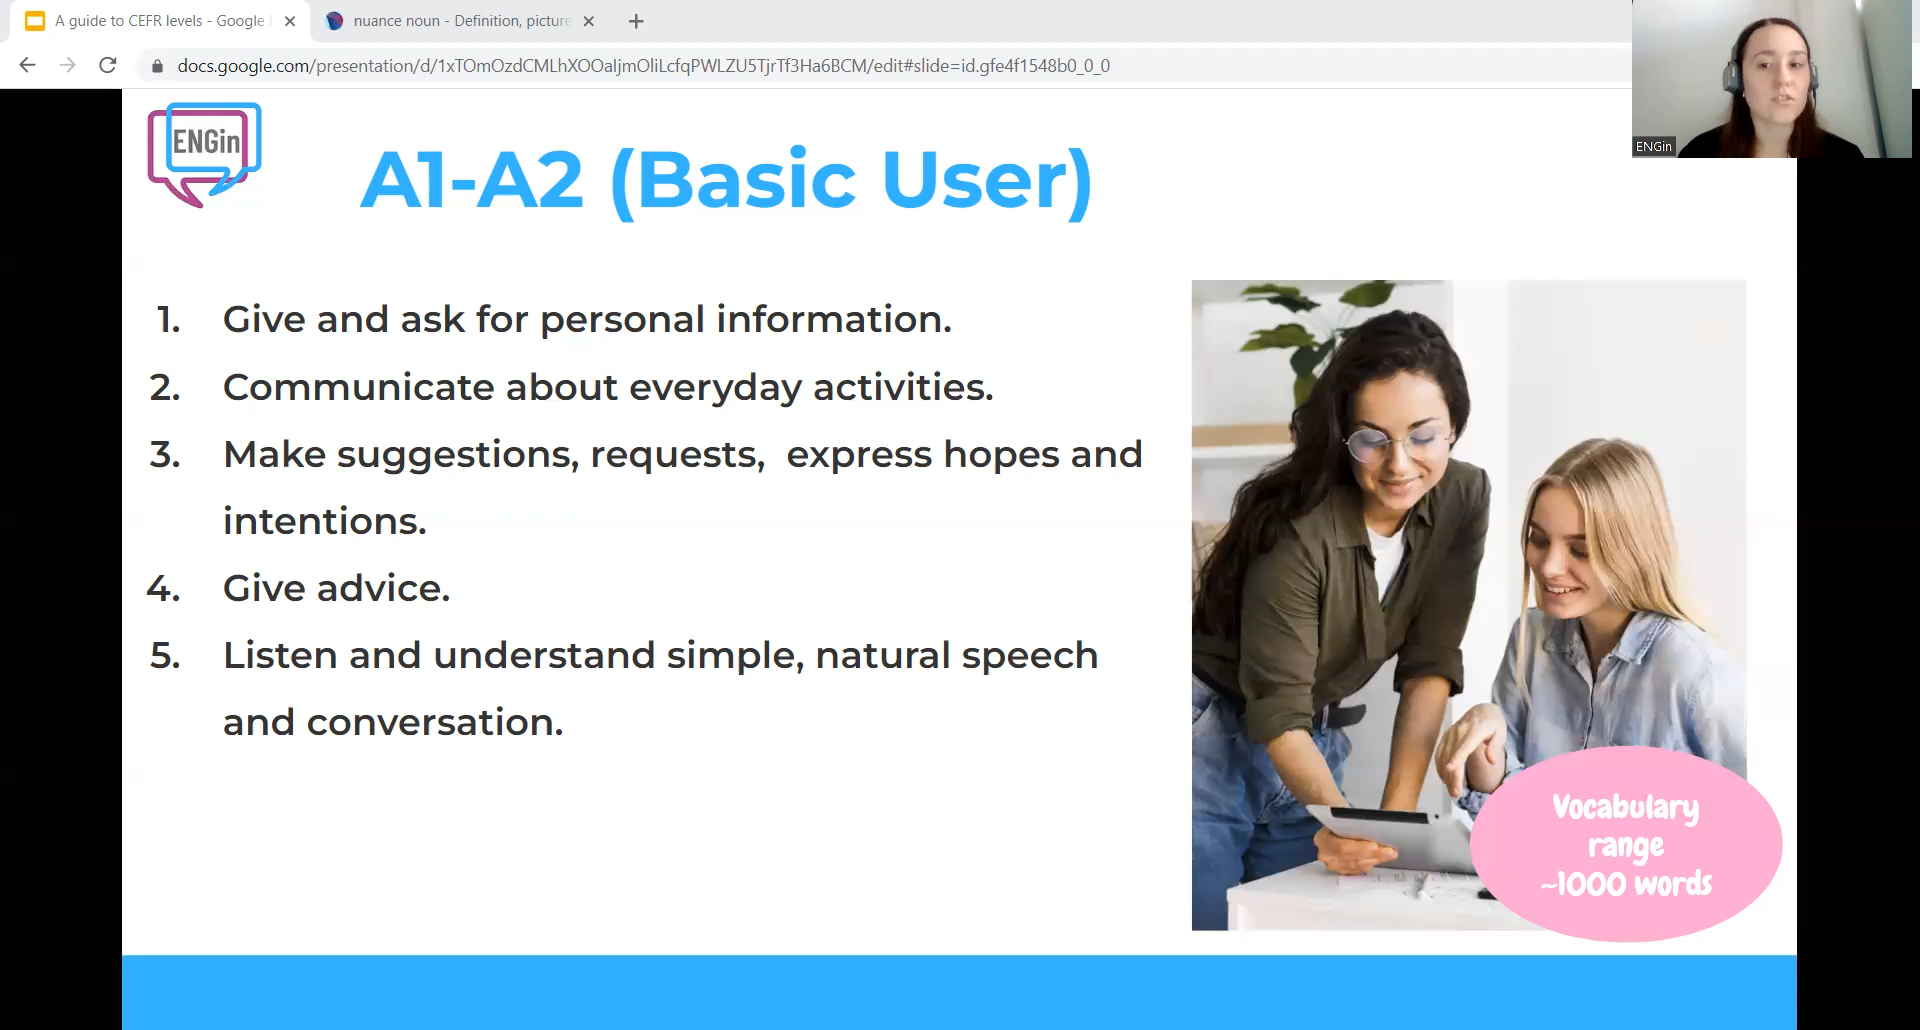 A guide to CEFR levels - Google
nuance noun - Definition, picture
docs.google.com/presentation/d/1xTOmOzdCMLhXOOaljmOliLcfqPWLZU5TjrTf3Ha6BCM/edit#slide=id.gfe4f1548b0_0_0
ENGin
ENGin
A1-A2 (Basic User)
1. Give and ask for personal information.
2. Communicate about everyday activities.
3. Make suggestions, requests,  express hopes and
intentions.
4. Give advice.
5. Listen and understand simple, natural speech
and conversation.
Vocabulary
range
~1000 words